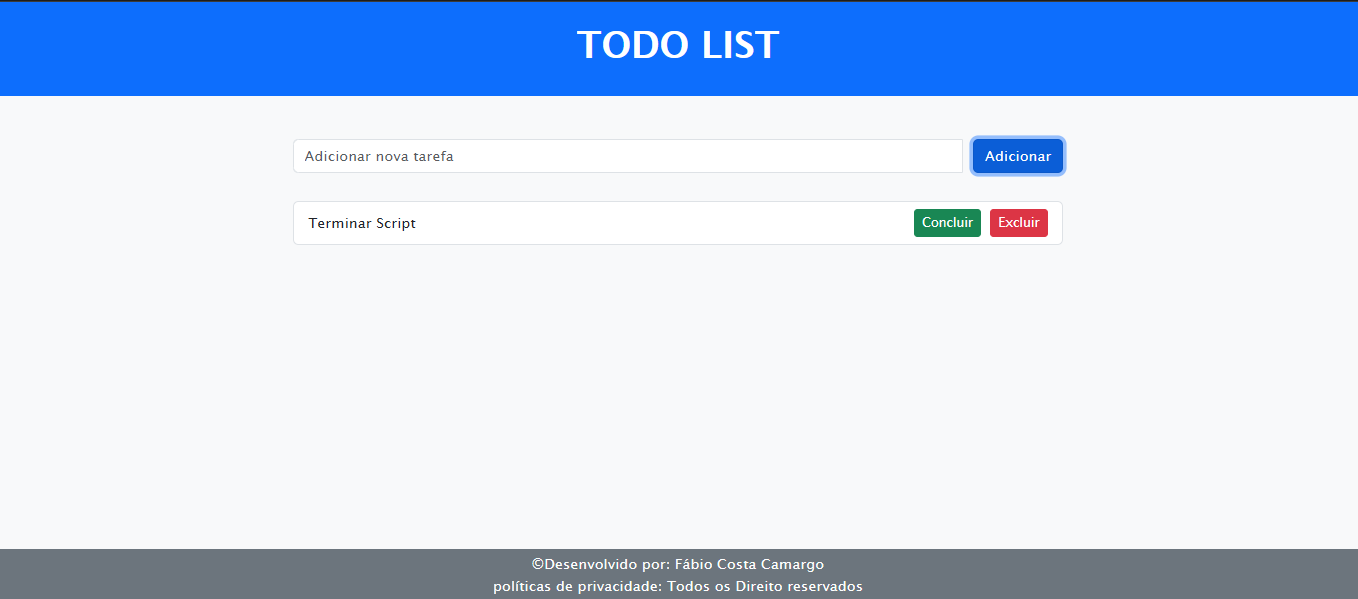 TODO LIST
Adicionar nova tarefa
Adicionar
Terminar Script
Concluir
Excluir
©Desenvolvido por: Fábio Costa Camargo
políticas de privacidade: Todos os Direito reservados